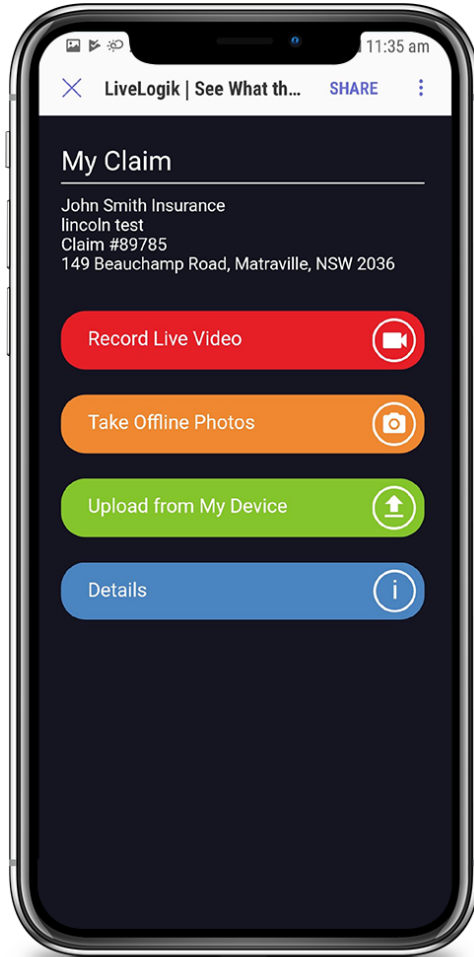 11:35 am
LiveLogik | See What th... SHARE
My Claim
John Smith Insurance
lincoln test
Claim #89785
149 Beauchamp Road, Matraville, NSW 2036
Record Live Video
Take Offline Photos
Upload from My Device
Details